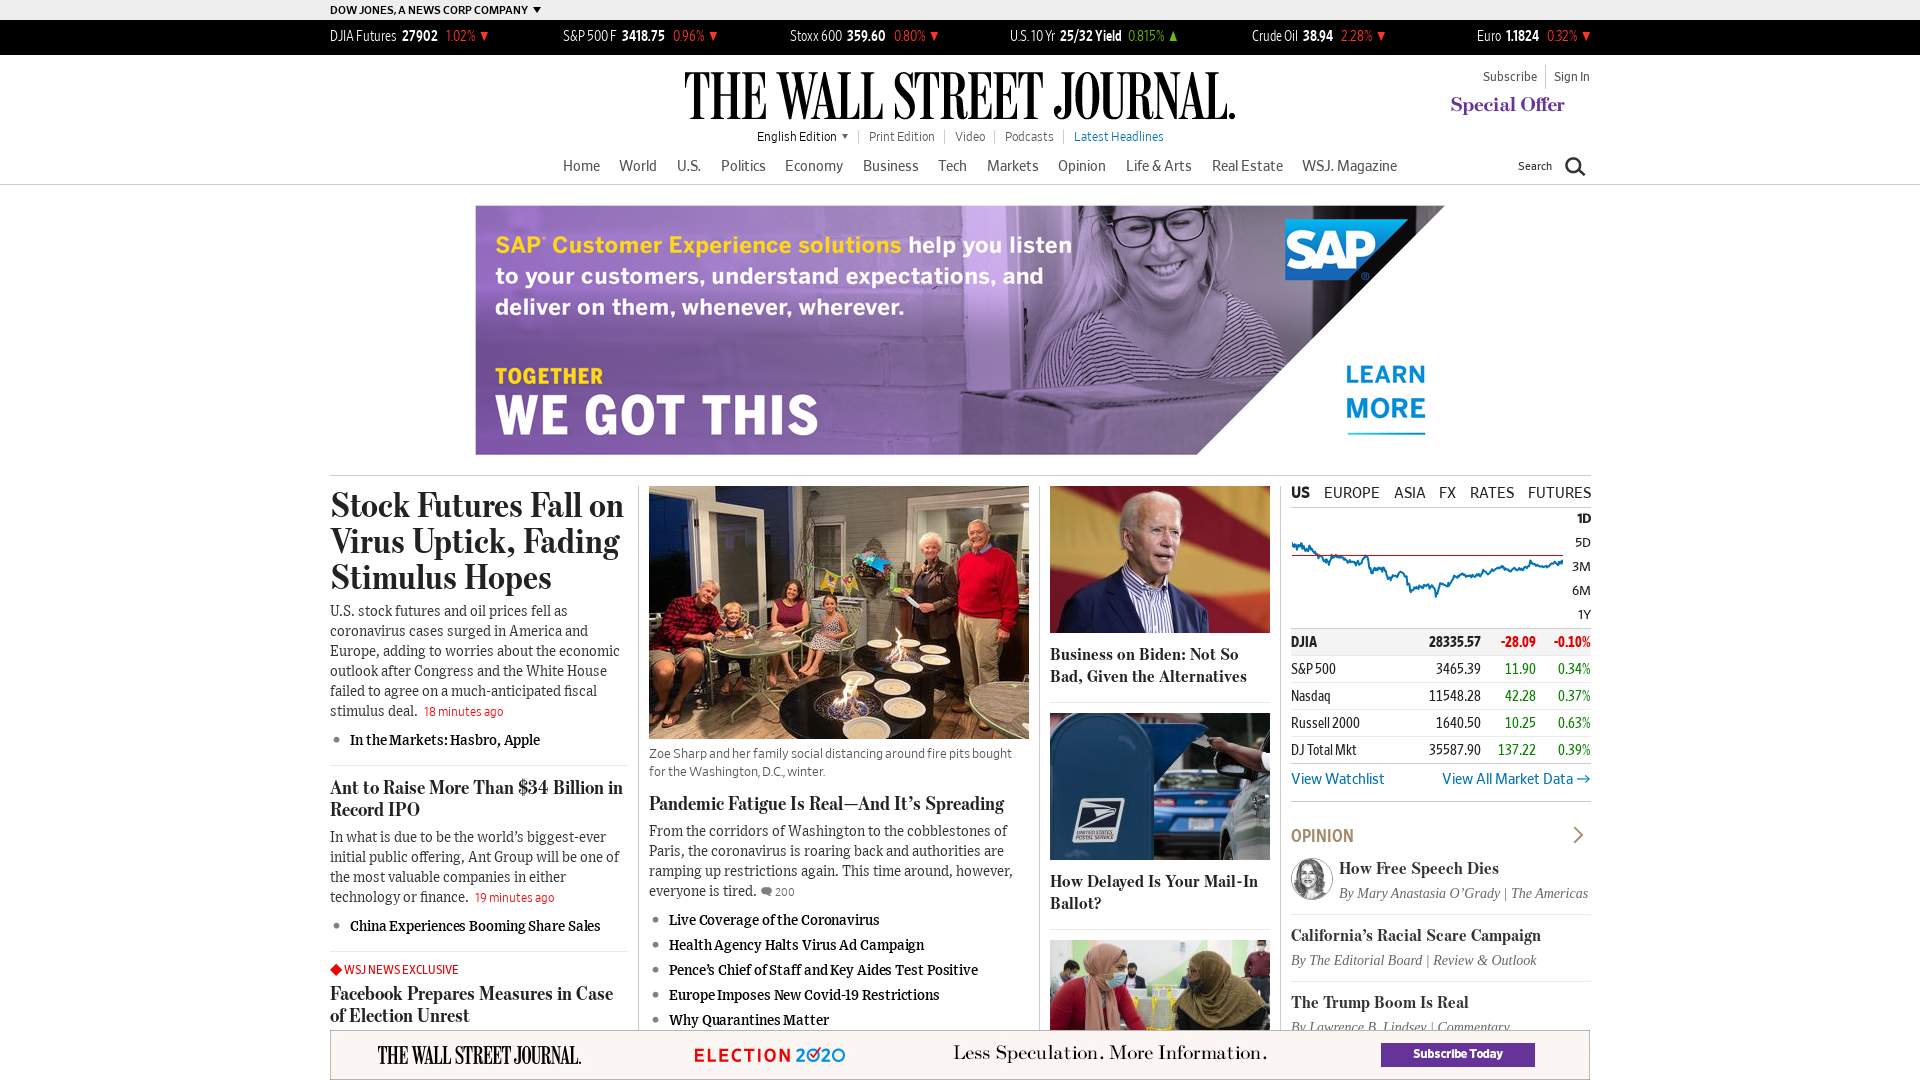 DOW JONES, A NEWS CORP COMPANY
DJIA Futures 27902 1.02% S&P 500 F 3418.75 0.96% Stoxx 600 359.60 0.80% U.S. 10 Yr 25/32 Yield 0.815% Crude Oil 38.94 2.28% Euro 1.1824 0.32%
Subscribe Sign In
THE WALL STREET JOURNAL.
Special Offer
English Edition Print Edition Video Podcasts Latest Headlines
Home World U.S. Politics Economy Business Tech Markets Opinion Life & Arts Real Estate WSJ. Magazine Search
SAP® Customer Experience solutions help you listen
to your customers, understand expectations, and
deliver on them, whenever, wherever.
TOGETHER
WE GOT THIS
SAP®
LEARN
MORE
Stock Futures Fall on
Virus Uptick, Fading
Stimulus Hopes
U.S. stock futures and oil prices fell as
coronavirus cases surged in America and
Europe, adding to worries about the economic
outlook after Congress and the White House
failed to agree on a much-anticipated fiscal
stimulus deal. 18 minutes ago
In the Markets: Hasbro, Apple
Ant to Raise More Than $34 Billion in
Record IPO
In what is due to be the world's biggest-ever
initial public offering, Ant Group will be one of
the most valuable companies in either
technology or finance. 19 minutes ago
China Experiences Booming Share Sales
WSJ NEWS EXCLUSIVE
Facebook Prepares Measures in Case
of Election Unrest
Zoe Sharp and her family social distancing around fire pits bought
for the Washington, D.C., winter.
Pandemic Fatigue Is Real—And It's Spreading
From the corridors of Washington to the cobblestones of
Paris, the coronavirus is roaring back and authorities are
ramping up restrictions again. This time around, however,
everyone is tired. 200
Live Coverage of the Coronavirus
Health Agency Halts Virus Ad Campaign
Pence's Chief of Staff and Key Aides Test Positive
Europe Imposes New Covid-19 Restrictions
Why Quarantines Matter
Business on Biden: Not So
Bad, Given the Alternatives
UNITED STATES
POSTAL SERVICE
How Delayed Is Your Mail-In
Ballot?
US EUROPE ASIA FX RATES FUTURES
1D
5D
3M
6M
1Y
DJIA 28335.57 -28.09 -0.10%
S&P 500 3465.39 11.90 0.34%
Nasdaq 11548.28 42.28 0.37%
Russell 2000 1640.50 10.25 0.63%
DJ Total Mkt 35587.90 137.22 0.39%
View Watchlist View All Market Data
OPINION
How Free Speech Dies
By Mary Anastasia O'Grady | The Americas
California's Racial Scare Campaign
By The Editorial Board | Review & Outlook
The Trump Boom Is Real
By Lawrence B. Lindsey | Commentary
THE WALL STREET JOURNAL. ELECTION 2020 Less Speculation. More Information. Subscribe Today